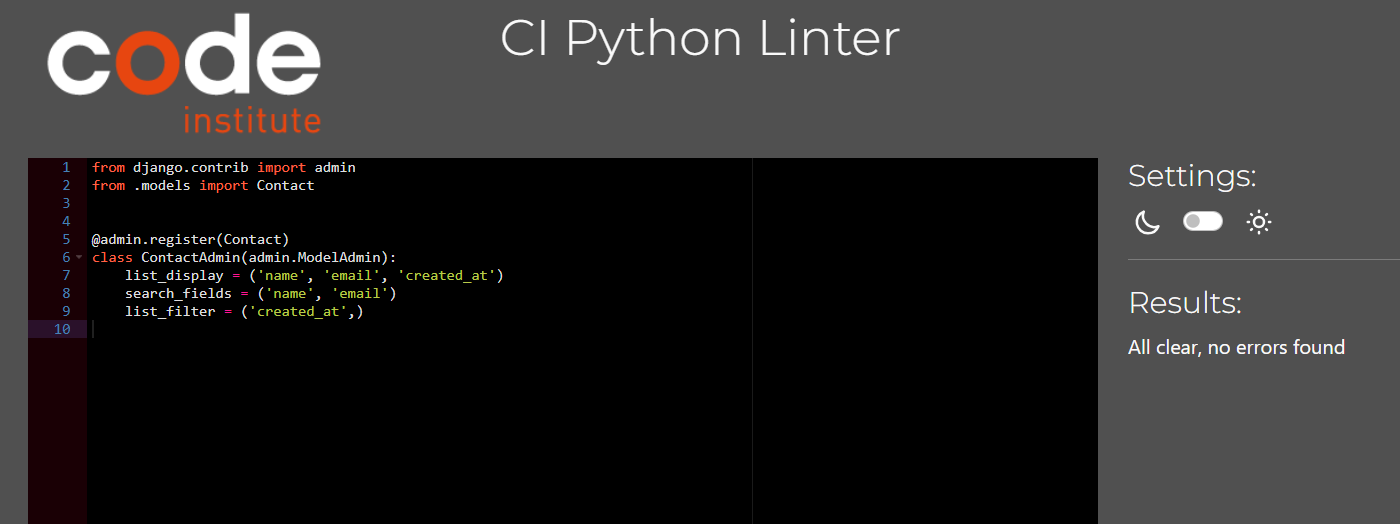 code
institute
CI Python Linter
1 from django.contrib import admin
2 from .models import Contact
3
4
5 @admin.register(Contact)
6 class ContactAdmin(admin.ModelAdmin):
7     list_display = ('name', 'email', 'created_at')
8     search_fields = ('name', 'email')
9     list_filter = ('created_at',)
10
Settings:
Results:
All clear, no errors found